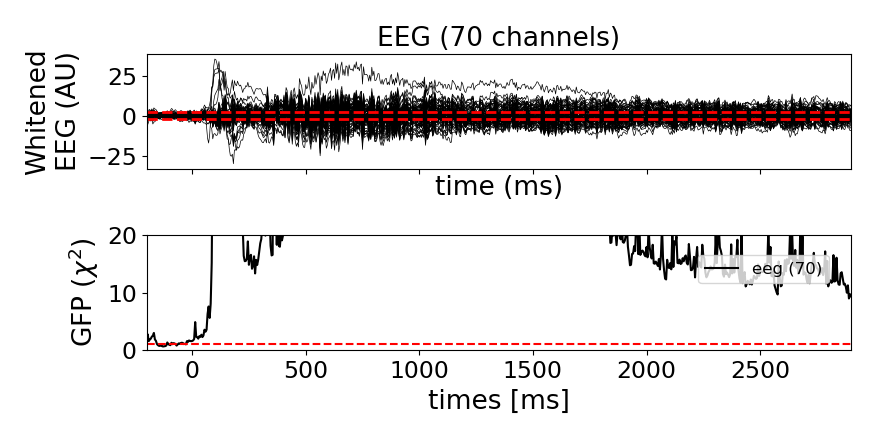 EEG (70 channels)
Whitened
EEG (AU)
25
0
−25
time (ms)
GFP (χ²)
20
10
0
eeg (70)
0 500 1000 1500 2000 2500
times [ms]